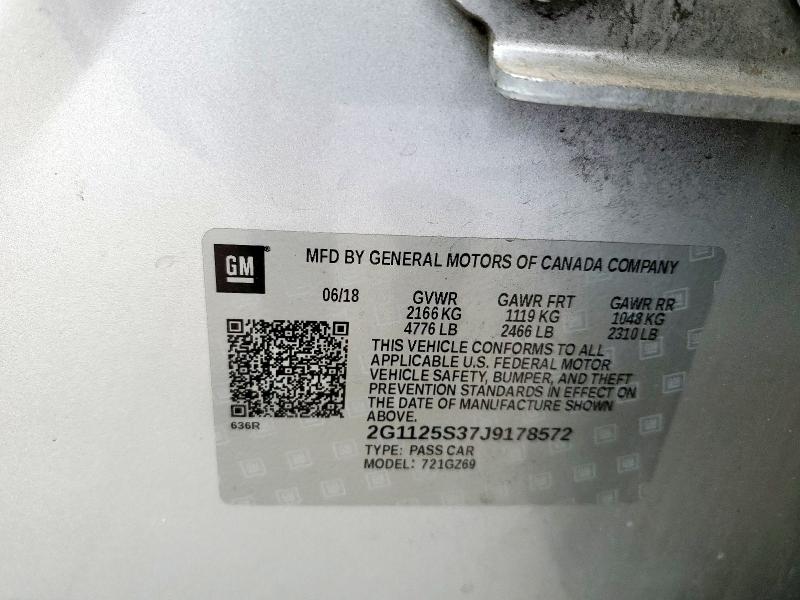 GM
MFD BY GENERAL MOTORS OF CANADA COMPANY
06/18 GVWR GAWR FRT GAWR RR
2166 KG 1119 KG 1048 KG
4776 LB 2466 LB 2310 LB
THIS VEHICLE CONFORMS TO ALL
APPLICABLE U.S. FEDERAL MOTOR
VEHICLE SAFETY, BUMPER, AND THEFT
PREVENTION STANDARDS IN EFFECT ON
THE DATE OF MANUFACTURE SHOWN
ABOVE.
636R
2G1125S37J9178572
TYPE: PASS CAR
MODEL: 721GZ69